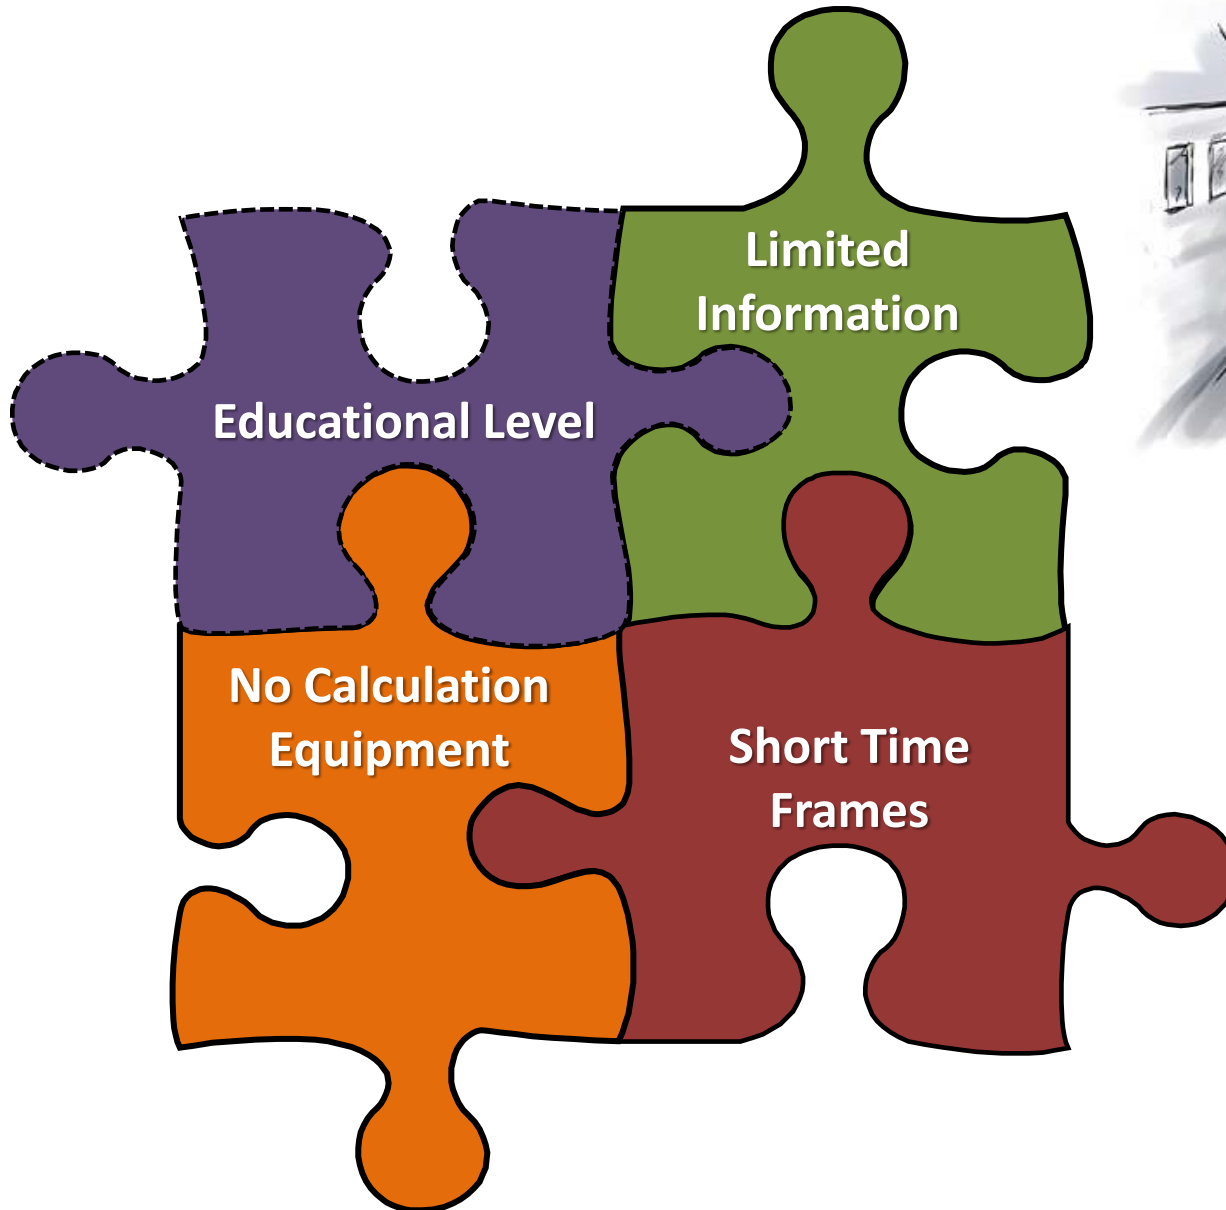 Limited
Information
Educational Level
No Calculation
Equipment
Short Time
Frames